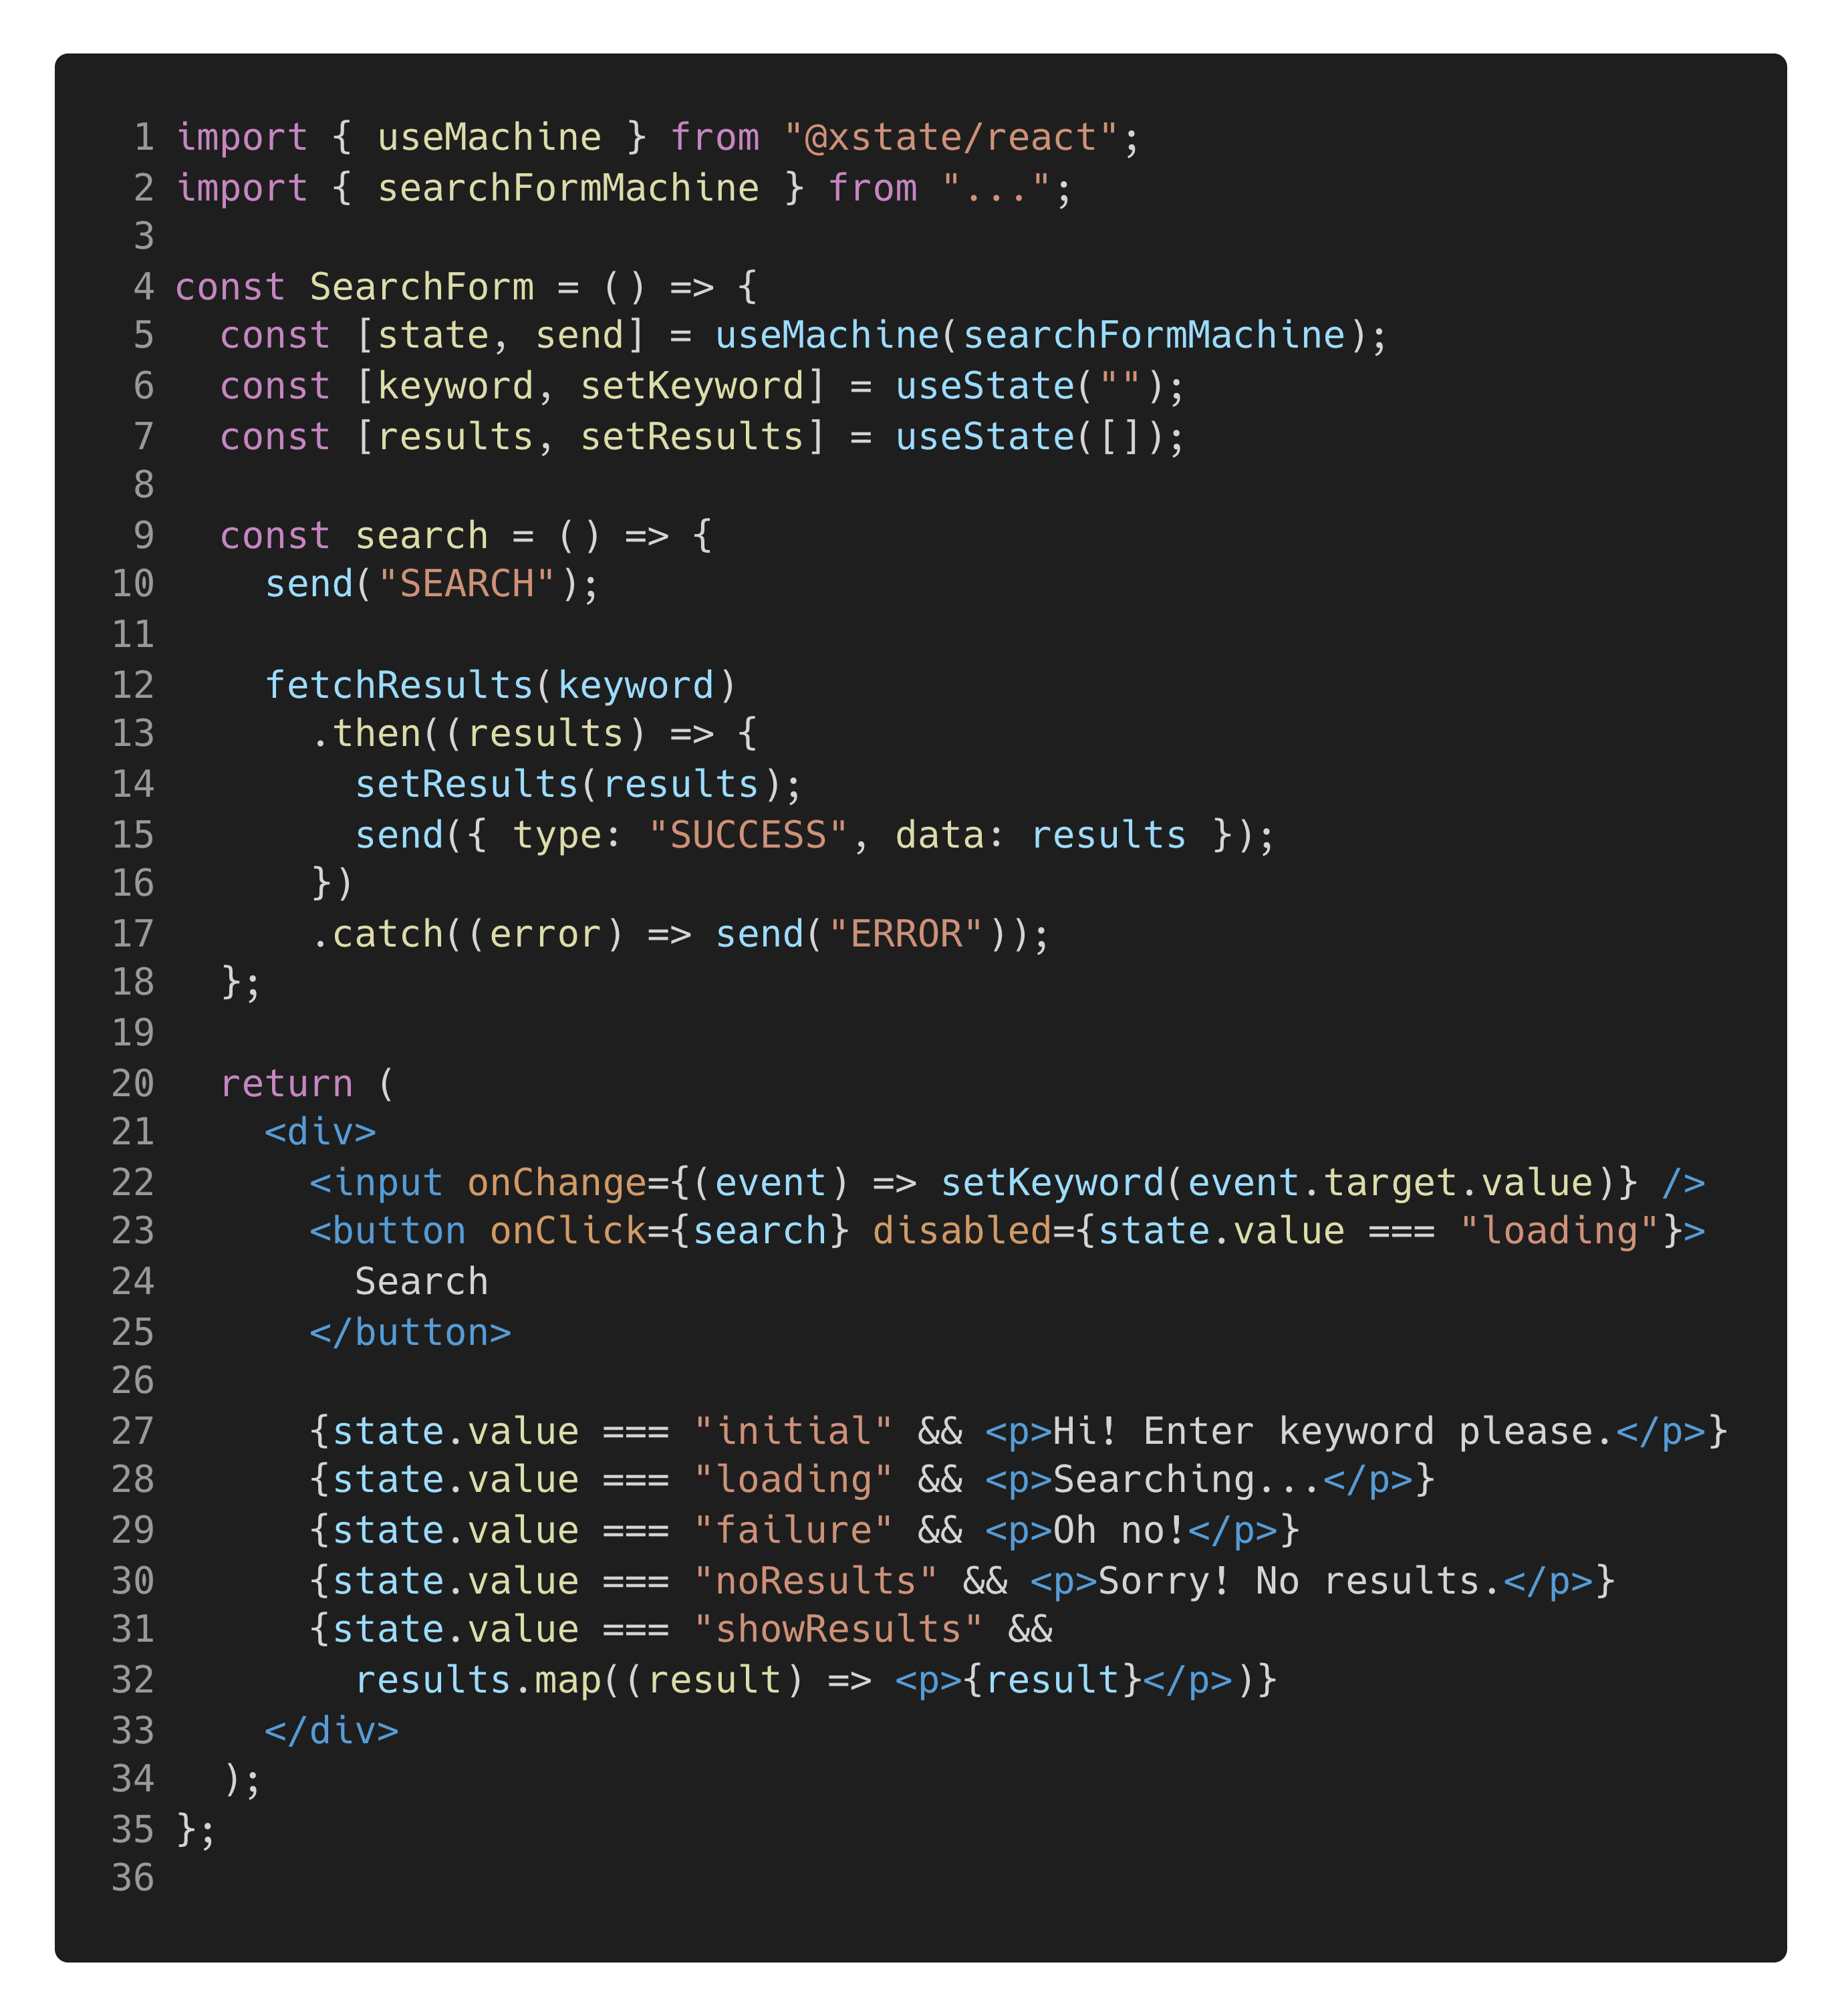 1 import { useMachine } from "@xstate/react";
2 import { searchFormMachine } from "...";
3
4 const SearchForm = () => {
5   const [state, send] = useMachine(searchFormMachine);
6   const [keyword, setKeyword] = useState("");
7   const [results, setResults] = useState([]);
8
9   const search = () => {
10     send("SEARCH");
11
12     fetchResults(keyword)
13       .then((results) => {
14         setResults(results);
15         send({ type: "SUCCESS", data: results });
16       })
17       .catch((error) => send("ERROR"));
18   };
19
20   return (
21     <div>
22       <input onChange={(event) => setKeyword(event.target.value)} />
23       <button onClick={search} disabled={state.value === "loading"}>
24         Search
25       </button>
26
27       {state.value === "initial" && <p>Hi! Enter keyword please.</p>}
28       {state.value === "loading" && <p>Searching...</p>}
29       {state.value === "failure" && <p>Oh no!</p>}
30       {state.value === "noResults" && <p>Sorry! No results.</p>}
31       {state.value === "showResults" &&
32         results.map((result) => <p>{result}</p>)}
33     </div>
34   );
35 };
36